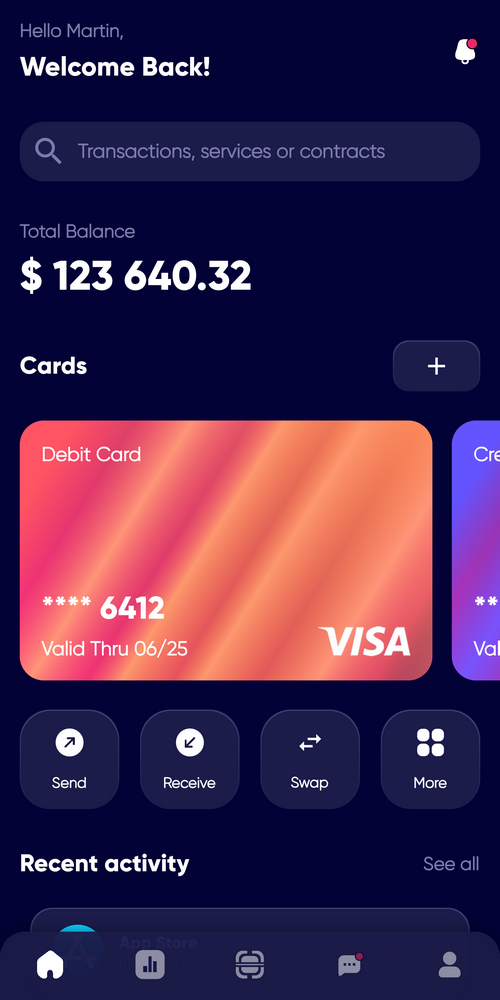 Hello Martin,
Welcome Back!
Transactions, services or contracts
Total Balance
$ 123 640.32
Cards
+
Debit Card
Cre
**** 6412
**
Valid Thru 06/25
VISA
Val
Send
Receive
Swap
More
Recent activity
See all
App Store